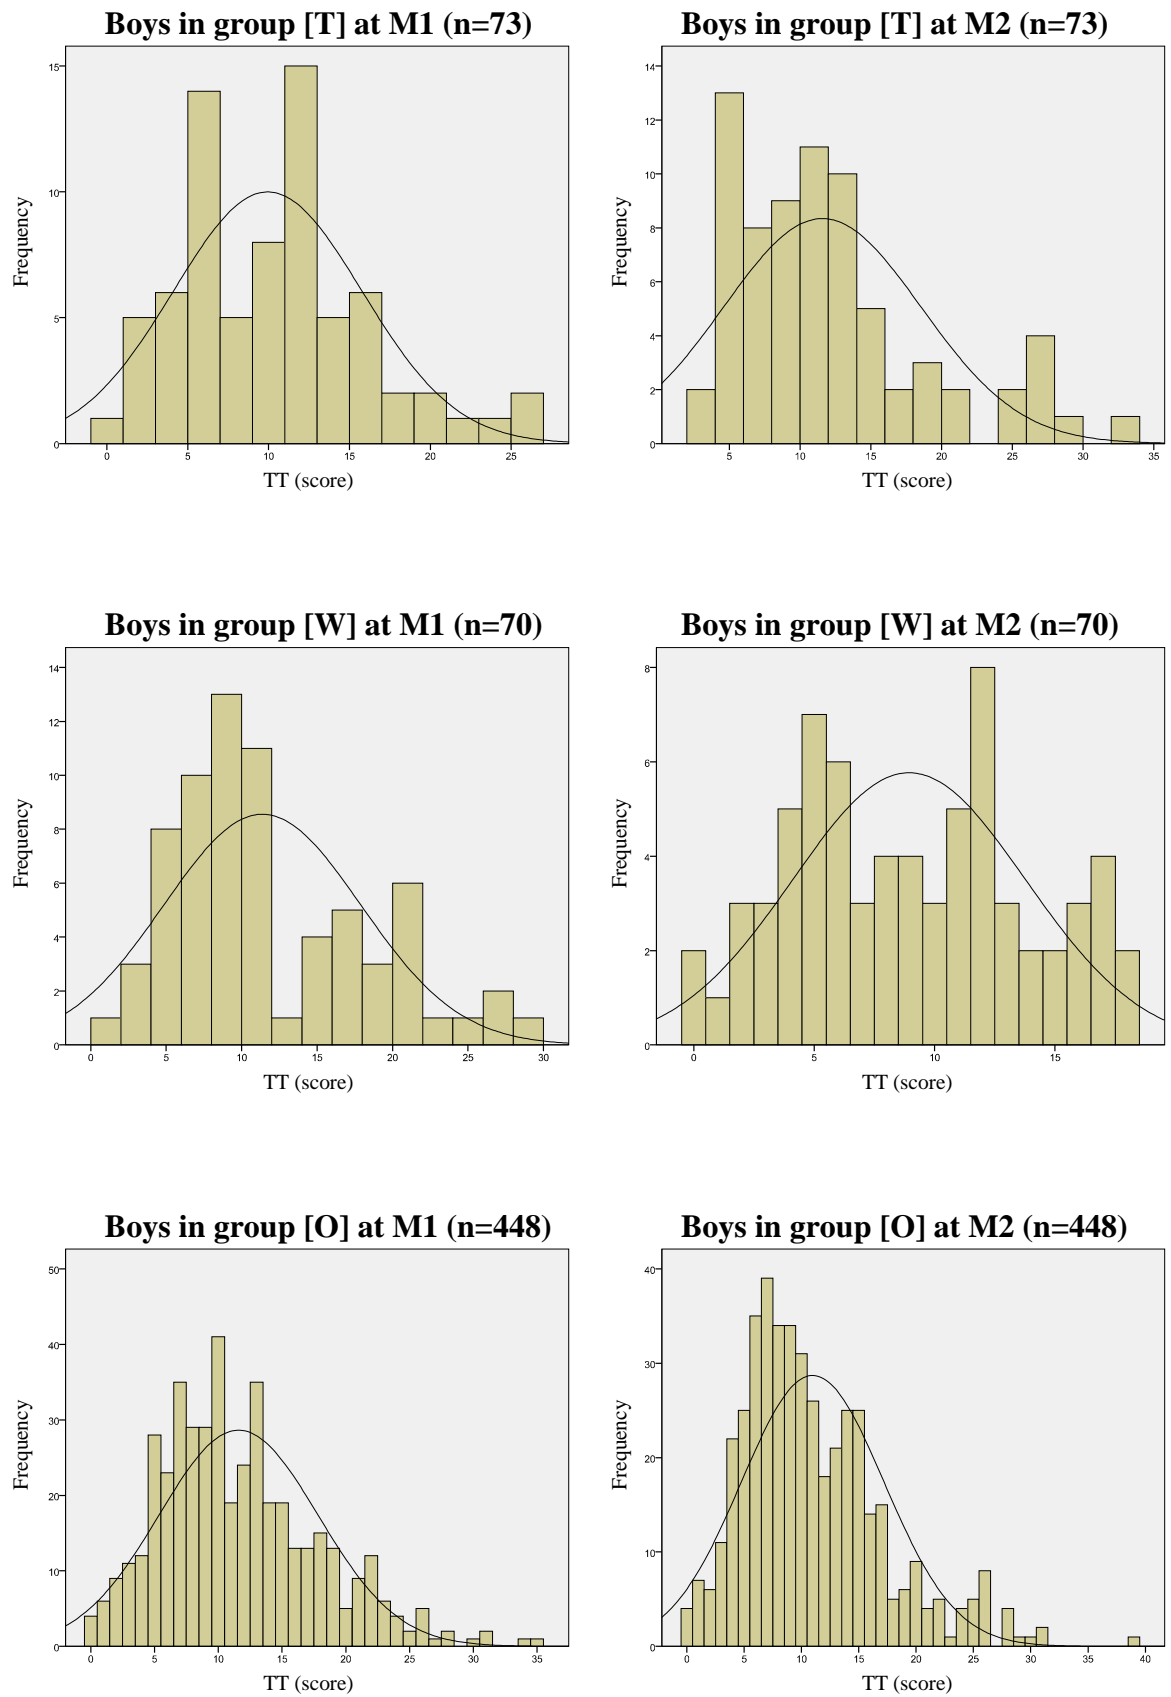 Boys in group [T] at M1 (n=73)
15
10
5
0
Frequency
0 5 10 15 20 25
TT (score)
Boys in group [T] at M2 (n=73)
14
12
10
8
6
4
2
0
Frequency
5 10 15 20 25 30 35
TT (score)
Boys in group [W] at M1 (n=70)
14
12
10
8
6
4
2
0
Frequency
0 5 10 15 20 25 30
TT (score)
Boys in group [W] at M2 (n=70)
8
6
4
2
0
Frequency
0 5 10 15
TT (score)
Boys in group [O] at M1 (n=448)
50
40
30
20
10
0
Frequency
0 5 10 15 20 25 30 35
TT (score)
Boys in group [O] at M2 (n=448)
40
30
20
10
0
Frequency
0 5 10 15 20 25 30 35 40
TT (score)